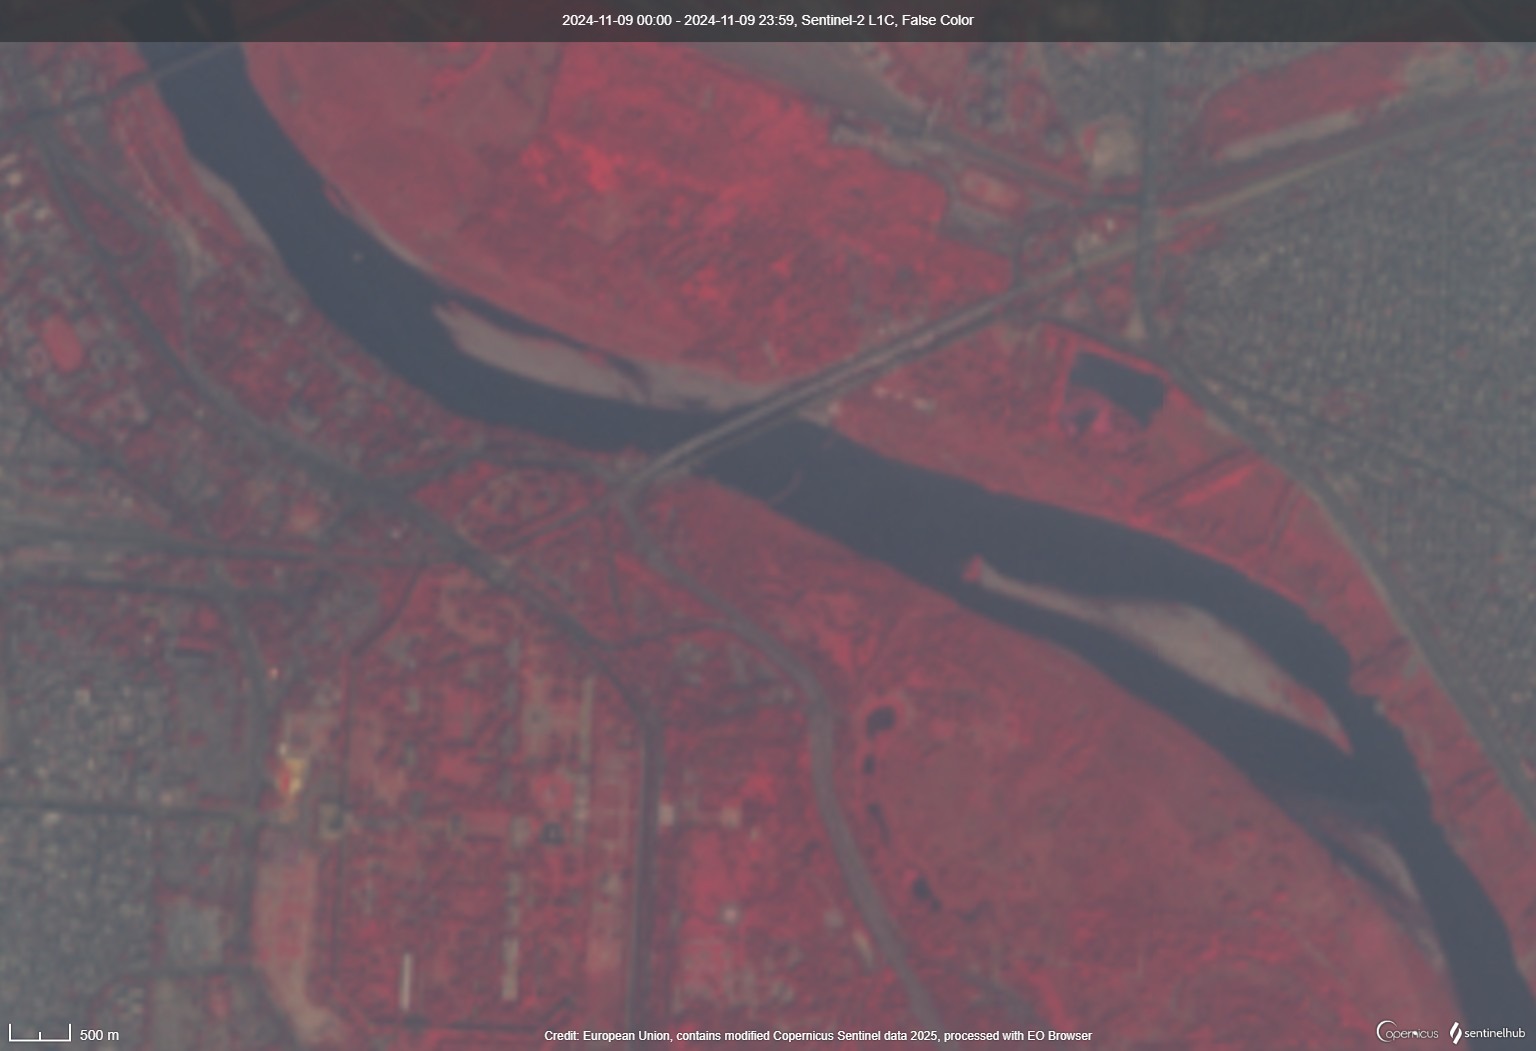 2024-11-09 00:00 - 2024-11-09 23:59, Sentinel-2 L1C, False Color
500 m
Credit: European Union, contains modified Copernicus Sentinel data 2025, processed with EO Browser
opernicus
sentinelhub